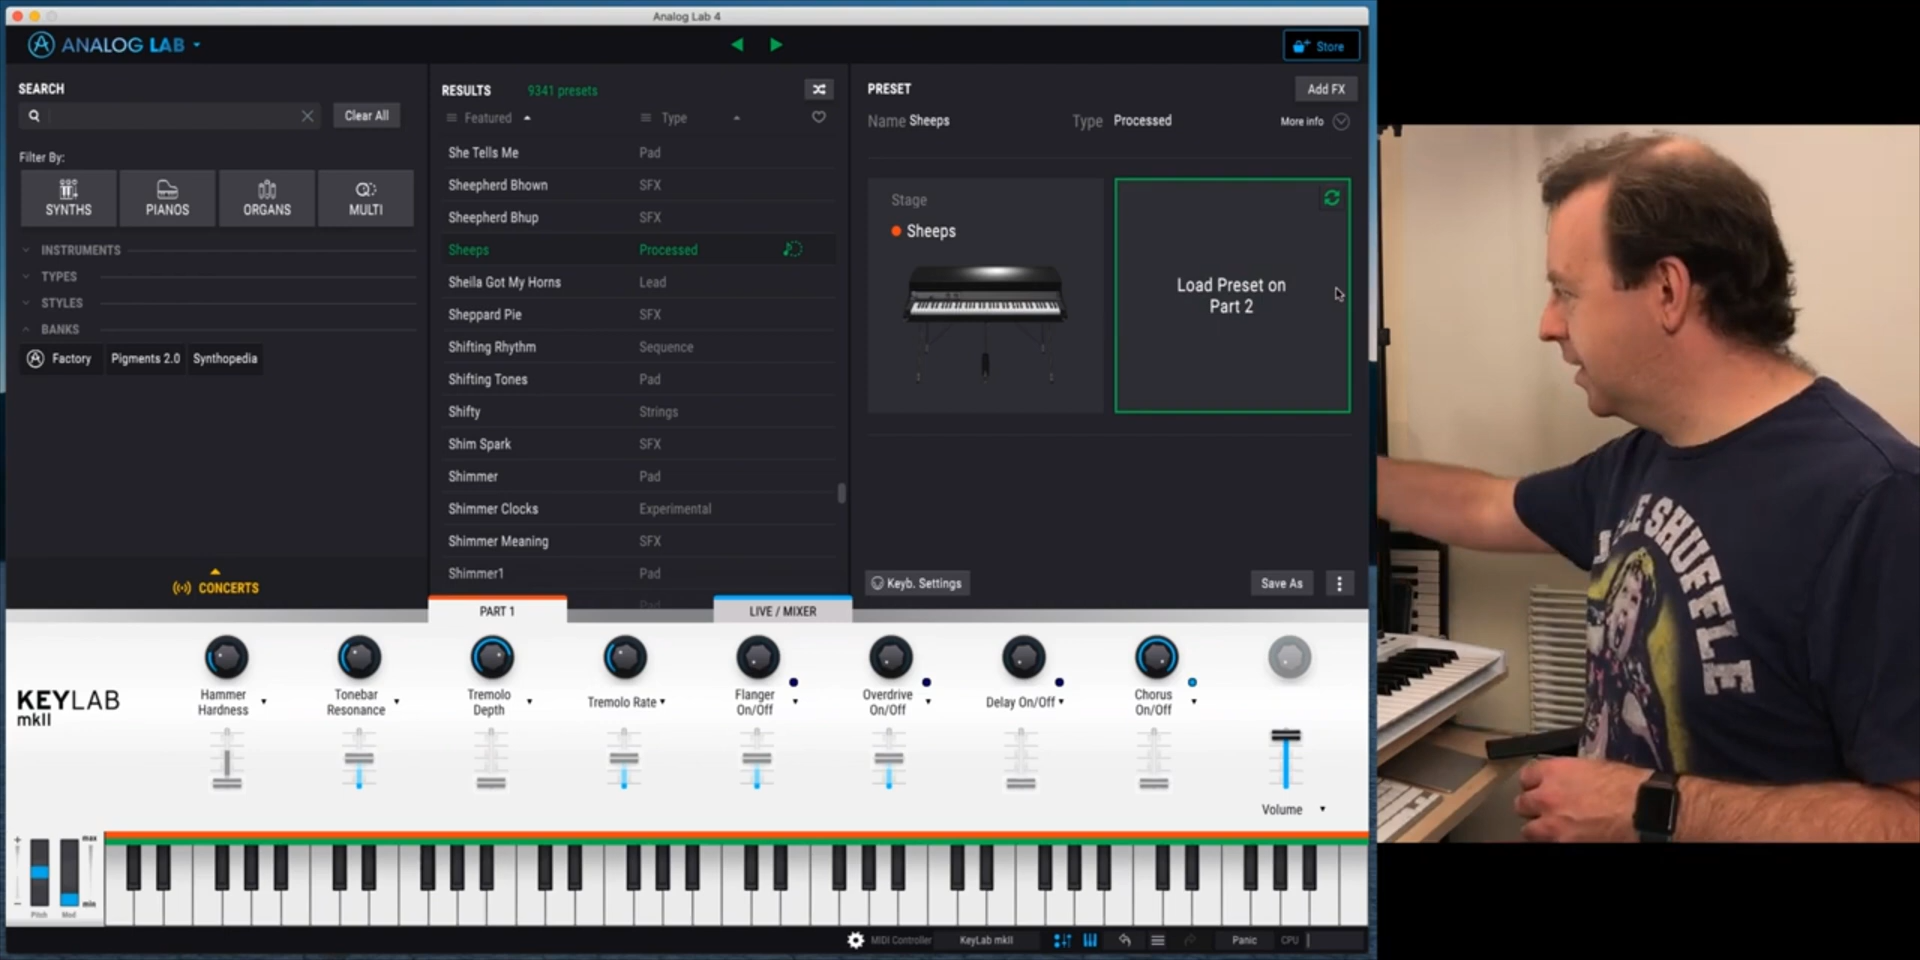 Analog Lab 4
ANALOG LAB
Store
SEARCH
Clear All
Filter By:
SYNTHS
PIANOS
ORGANS
MULTI
INSTRUMENTS
TYPES
STYLES
BANKS
Factory
Pigments 2.0
Synthopedia
CONCERTS
RESULTS 9341 presets
Featured Type
She Tells Me Pad
Sheepherd Bhown SFX
Sheepherd Bhup SFX
Sheeps Processed
Sheila Got My Horns Lead
Sheppard Pie SFX
Shifting Rhythm Sequence
Shifting Tones Pad
Shifty Strings
Shim Spark SFX
Shimmer Pad
Shimmer Clocks Experimental
Shimmer Meaning SFX
Shimmer1 Pad
Pad
PRESET
Add FX
Name Sheeps Type Processed More info
Stage
Sheeps
Load Preset on
Part 2
Keyb. Settings
Save As
PART 1
LIVE / MIXER
KEYLAB
mkII
Hammer
Hardness
Tonebar
Resonance
Tremolo
Depth
Tremolo Rate
Flanger
On/Off
Overdrive
On/Off
Delay On/Off
Chorus
On/Off
Volume
max
min
Pitch
Mod
MIDI Controller KeyLab mkII Panic CPU
SHUFFLE